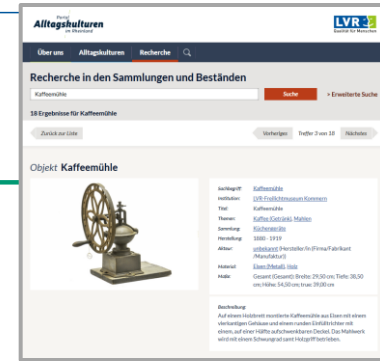 Portal
Alltagskulturen
im Rheinland
LVR
Qualität für Menschen
Über uns Alltagskulturen Recherche
Recherche in den Sammlungen und Beständen
Kaffeemühle Suche > Erweiterte Suche
18 Ergebnisse für Kaffeemühle
Zurück zur Liste Vorheriges Treffer 3 von 18 Nächstes
Objekt Kaffeemühle
Sachbegriff Kaffeemühle
Institution: LVR-Freilichtmuseum Kommern
Titel Kaffeemühle
Themen: Kaffee (Getränk), Mahlen
Sammlung Küchengeräte
Herstellung: 1880 - 1919
Akteur: unbekannt (Hersteller/in (Firma/Fabrikant
/Manufaktur))
Material Eisen (Metall), Holz
Maße: Gesamt (Gesamt): Breite: 29,50 cm; Tiefe: 38,50
cm; Höhe: 54,50 cm; true: 39,00 cm
Beschreibung
Auf einem Holzbrett montierte Kaffeemühle aus Eisen mit einem
vierkantigen Gehäuse und einem runden Einfülltrichter mit
einem, auf einer Hälfte aufschwenkbaren Deckel. Das Mahlwerk
wird mit einem Schwungrad samt Holzgriff betrieben.